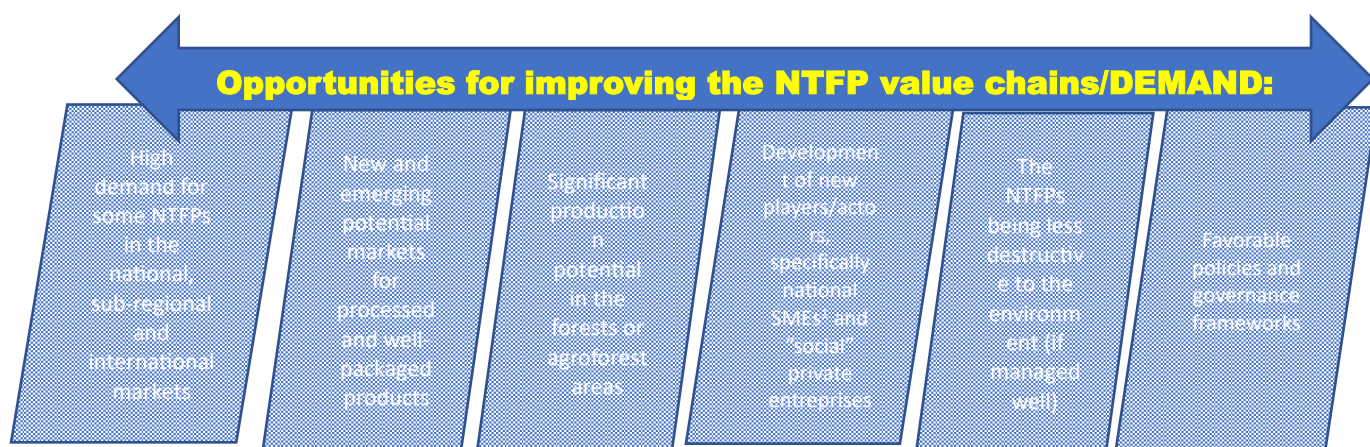 Opportunities for improving the NTFP value chains/DEMAND:
High
demand for
some NTFPs
in the
national,
sub-regional
and
international
markets
New and
emerging
potential
markets
for
processed
and well-
packaged
products
Significant
productio
n
potential
in the
forests or
agroforest
areas
Developmen
t of new
players/acto
rs,
specifically
national
SMEs¹ and
"social"
private
entreprises
The
NTFPs
being less
destructiv
e to the
environm
ent (if
managed
well)
Favorable
policies and
governance
frameworks